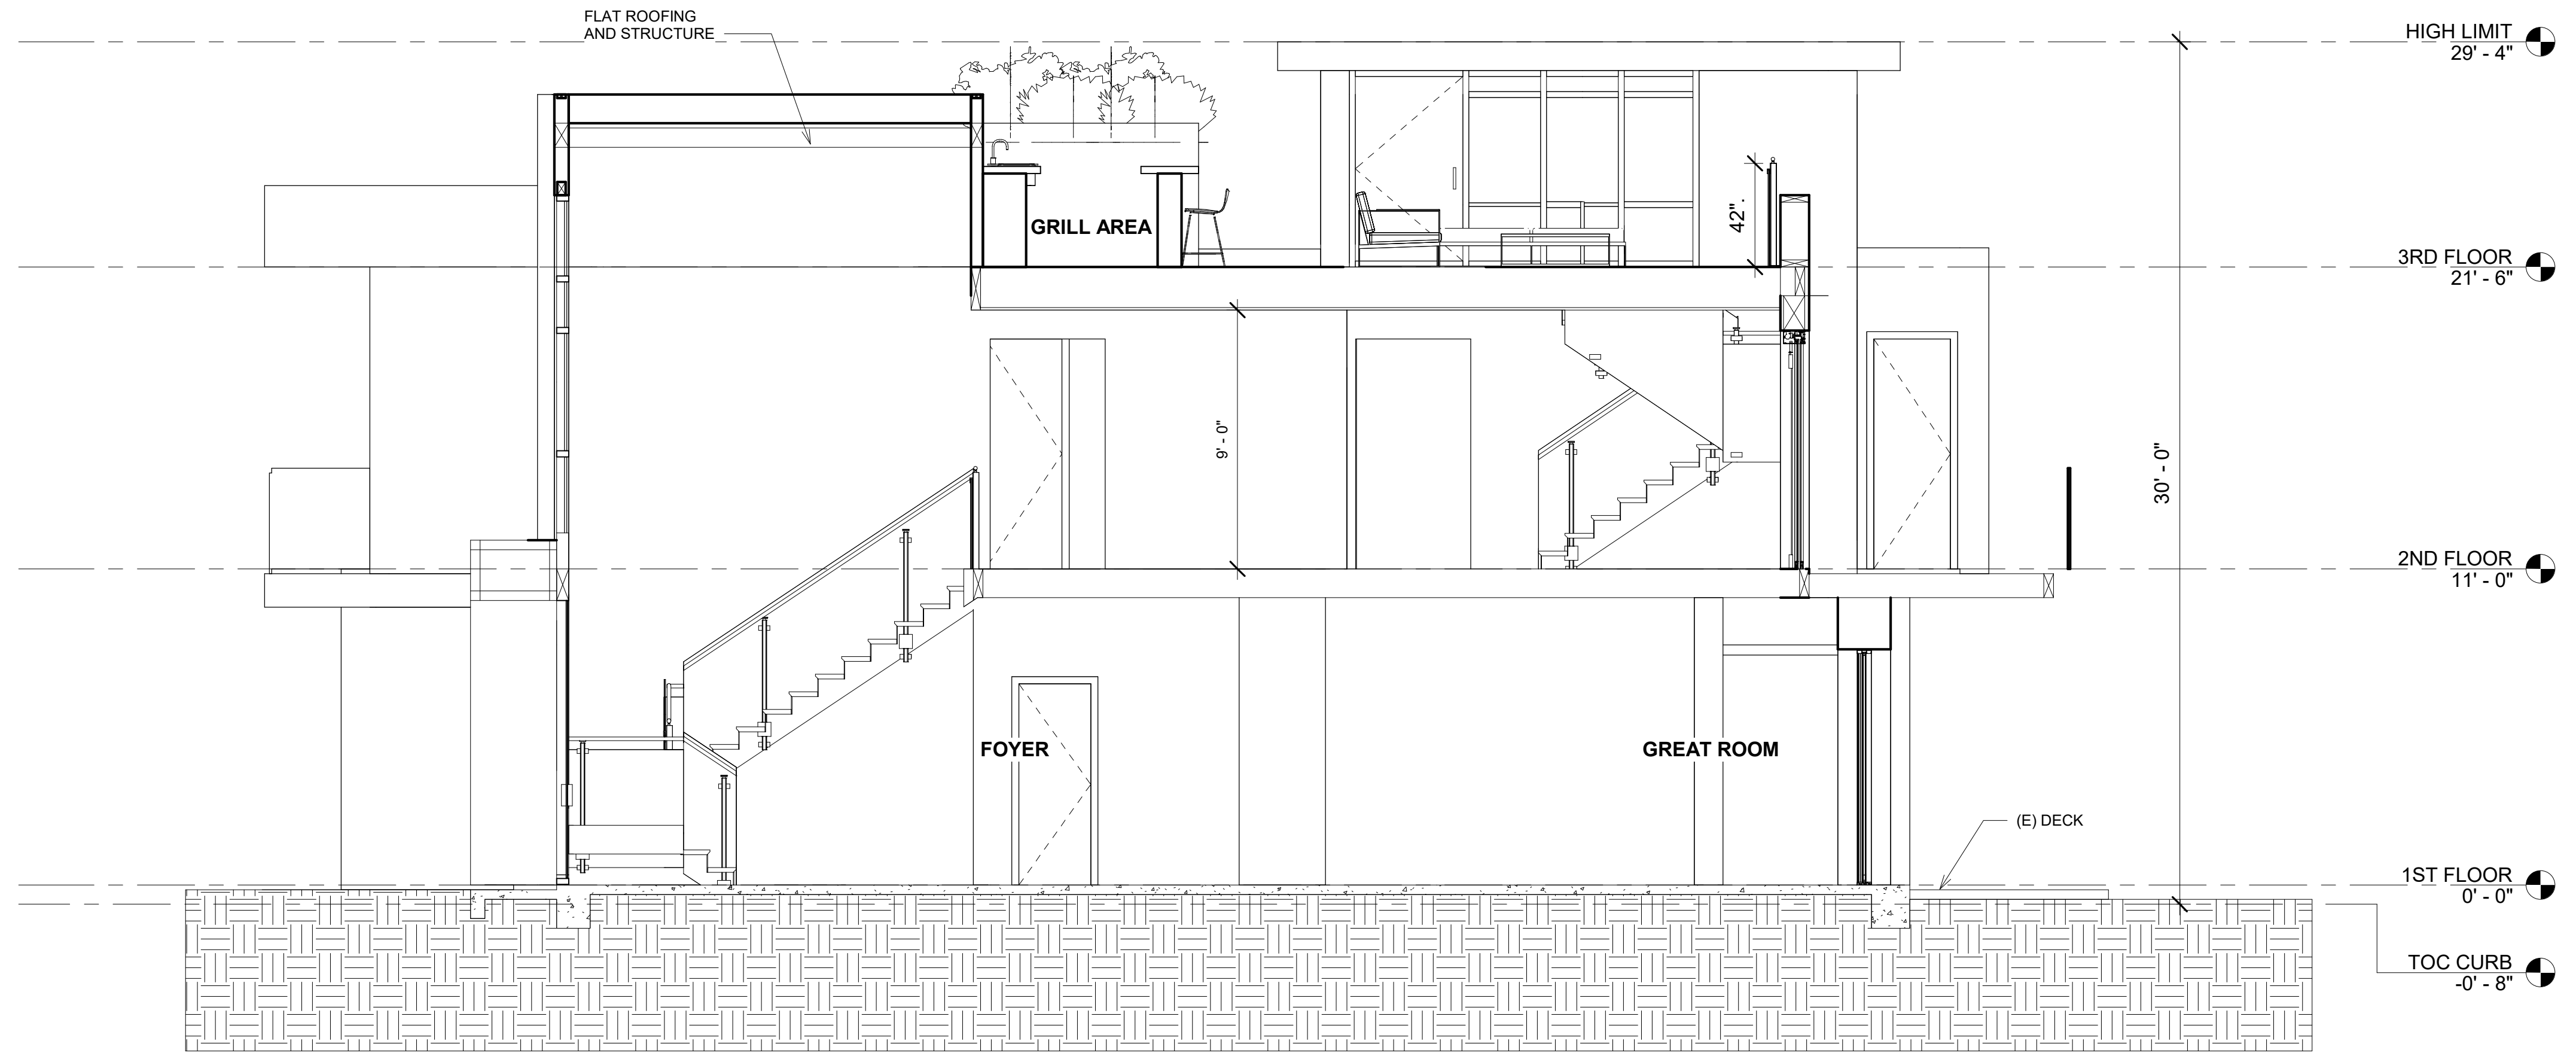 FLAT ROOFING
AND STRUCTURE
HIGH LIMIT
29' - 4"
GRILL AREA
42".
3RD FLOOR
21' - 6"
9' - 0"
30' - 0"
2ND FLOOR
11' - 0"
FOYER
GREAT ROOM
(E) DECK
1ST FLOOR
0' - 0"
TOC CURB
-0' - 8"